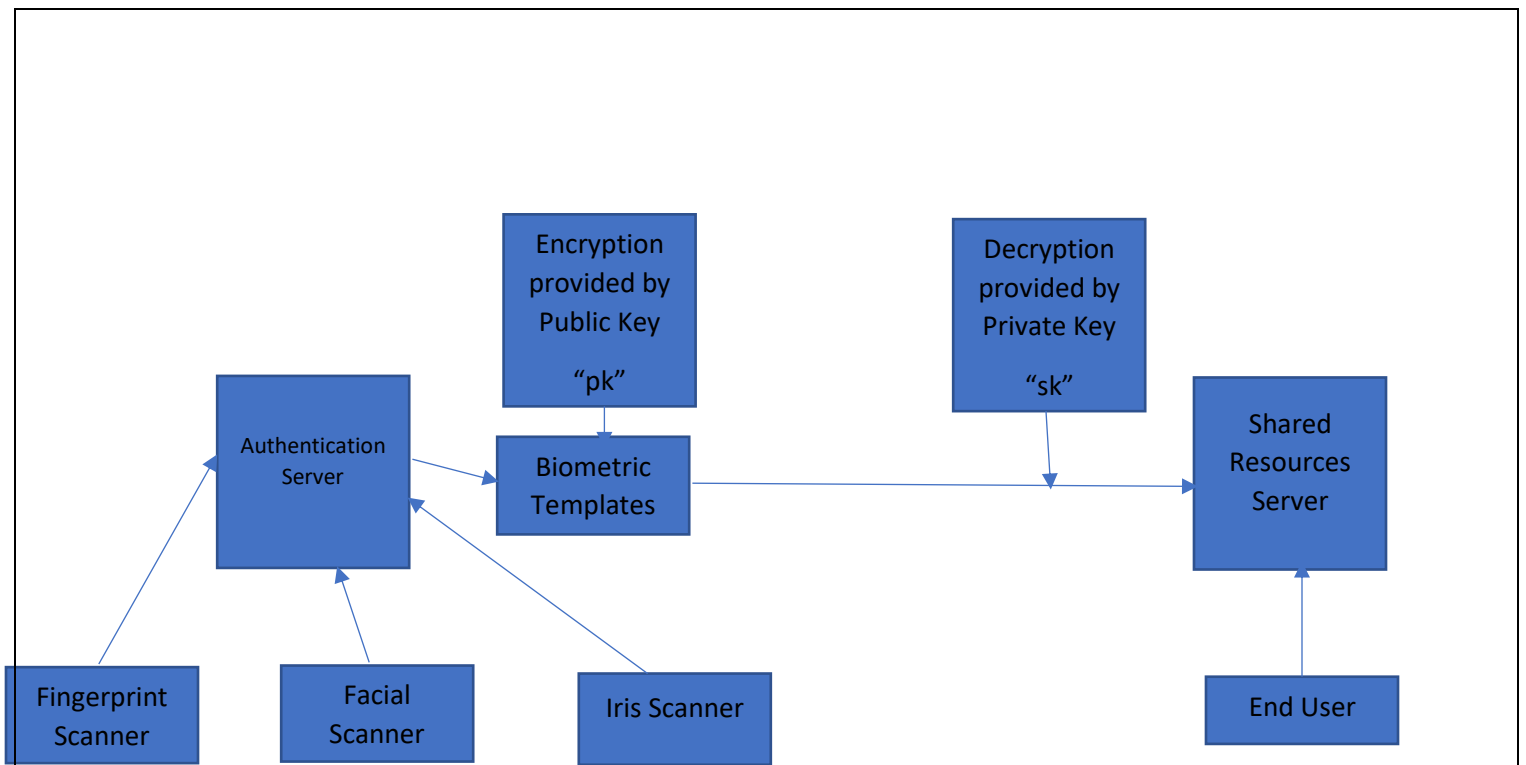 Encryption
provided by
Public Key
“pk”
Decryption
provided by
Private Key
“sk”
Authentication
Server
Biometric
Templates
Shared
Resources
Server
Fingerprint
Scanner
Facial
Scanner
Iris Scanner
End User